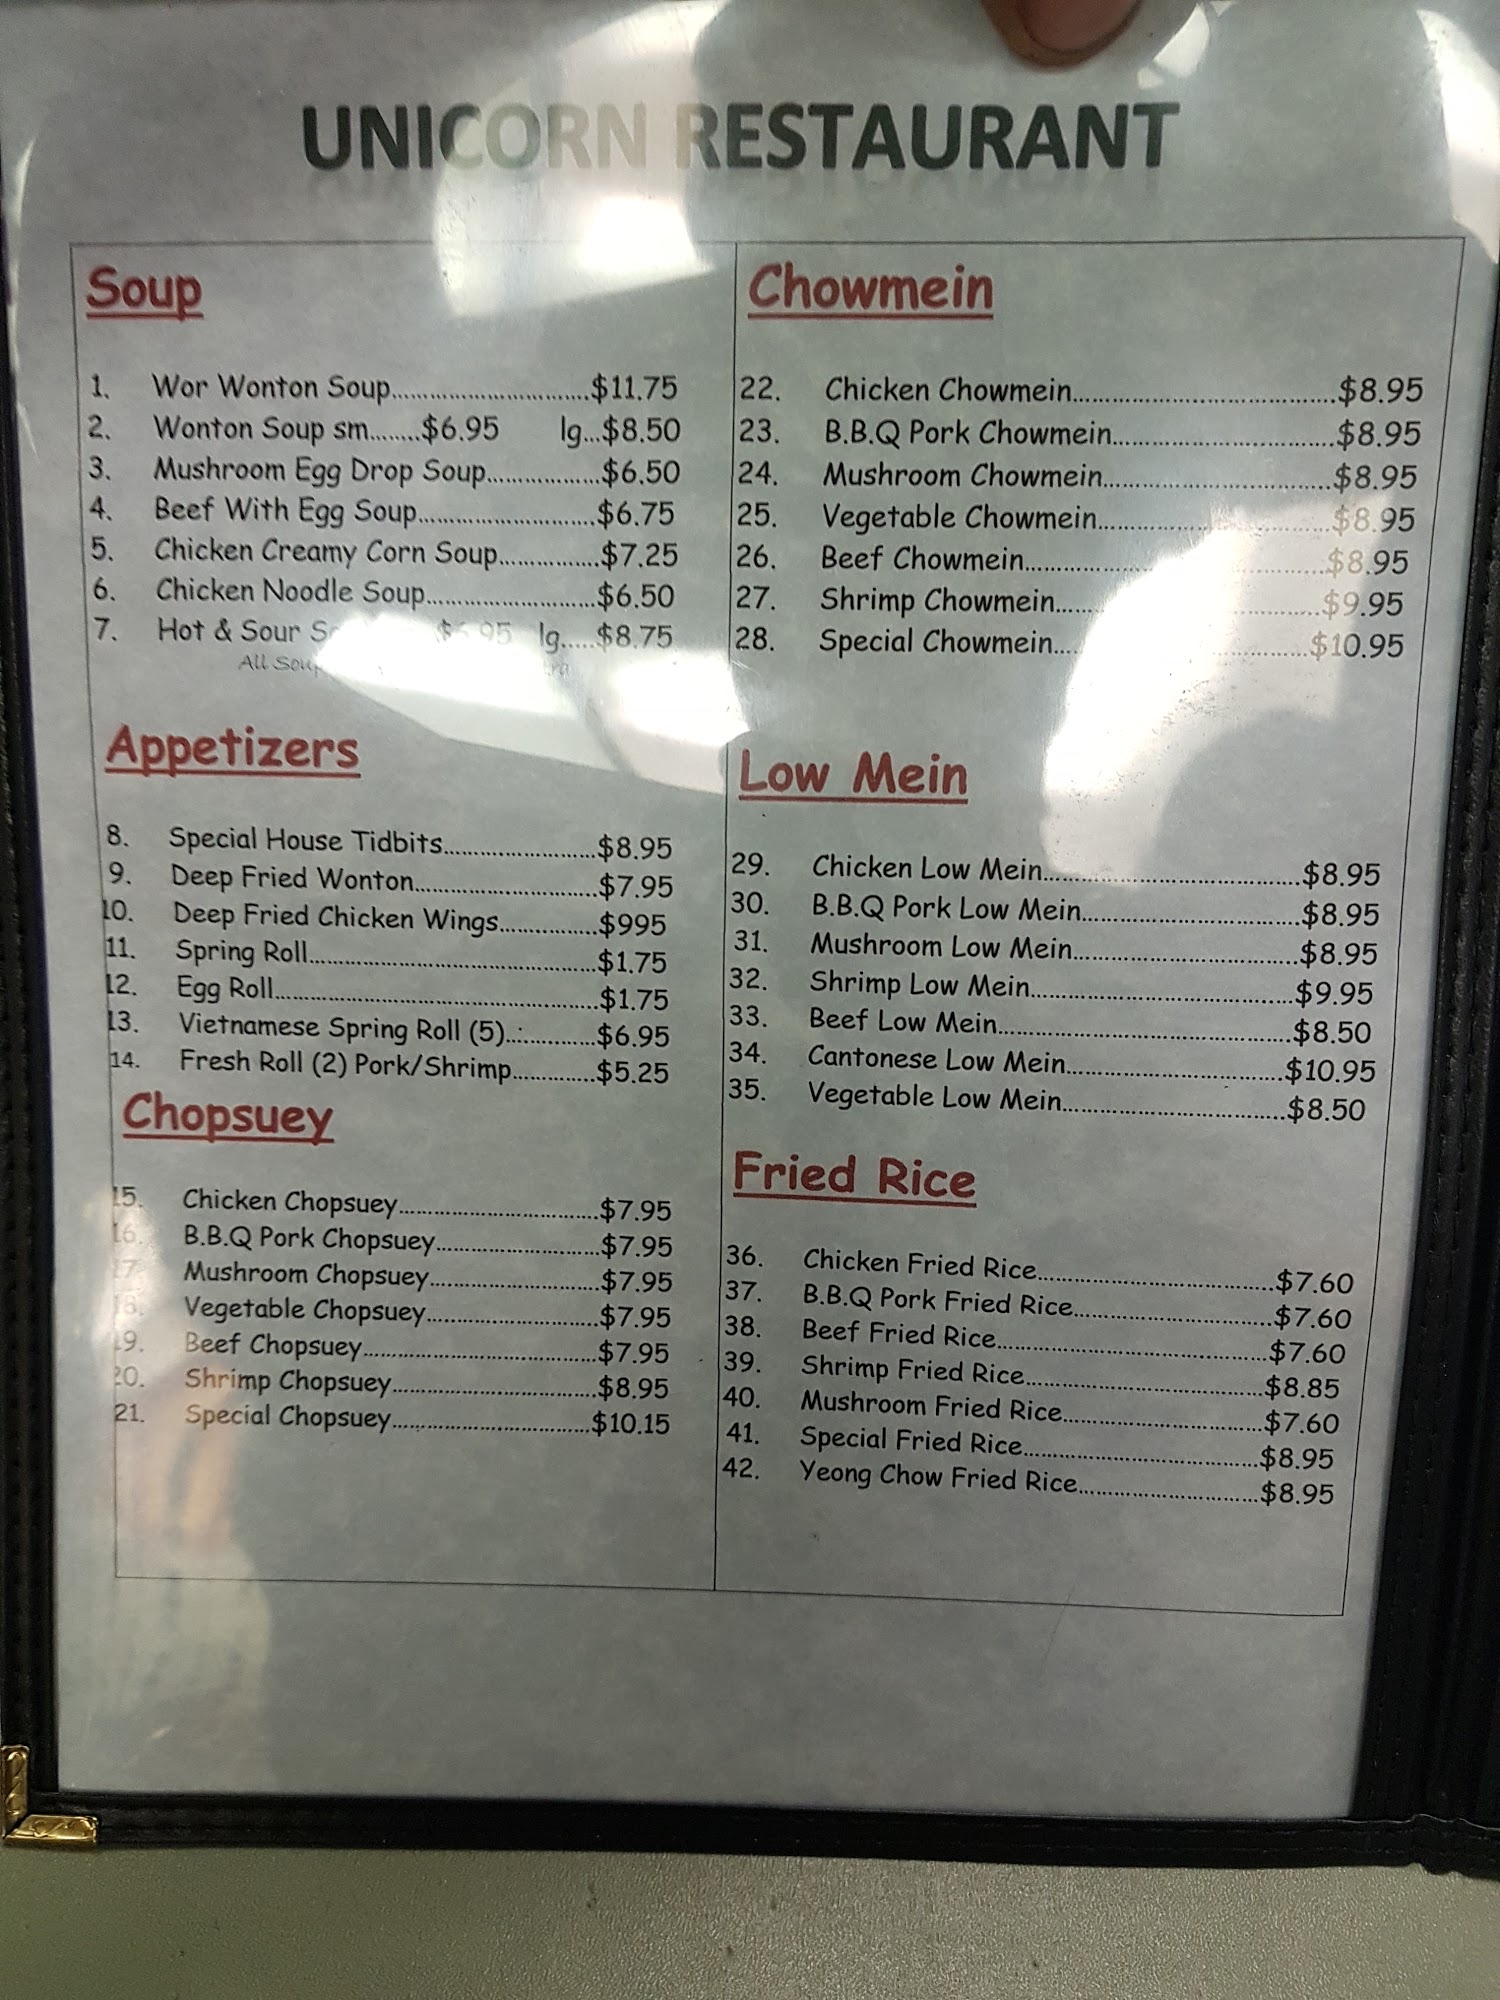 UNICORN RESTAURANT
Soup
1. Wor Wonton Soup..............................$11.75
2. Wonton Soup sm........$6.95 lg...$8.50
3. Mushroom Egg Drop Soup...................$6.50
4. Beef With Egg Soup.............................$6.75
5. Chicken Creamy Corn Soup.................$7.25
6. Chicken Noodle Soup............................$6.50
7. Hot & Sour $6.95 lg.....$8.75
All
Appetizers
8. Special House Tidbits.........................$8.95
9. Deep Fried Wonton..............................$7.95
10. Deep Fried Chicken Wings................$995
11. Spring Roll...............................................$1.75
12. Egg Roll.....................................................$1.75
13. Vietnamese Spring Roll (5)..:............$6.95
14. Fresh Roll (2) Pork/Shrimp.............$5.25
Chopsuey
15. Chicken Chopsuey.................................$7.95
16. B.B.Q Pork Chopsuey...........................$7.95
17. Mushroom Chopsuey............................$7.95
18. Vegetable Chopsuey............................$7.95
19. Beef Chopsuey.......................................$7.95
20. Shrimp Chopsuey..................................$8.95
21. Special Chopsuey.................................$10.15
Chowmein
22. Chicken Chowmein.......................................$8.95
23. B.B.Q Pork Chowmein.................................$8.95
24. Mushroom Chowmein..................................$8.95
25. Vegetable Chowmein...................................$8.95
26. Beef Chowmein.............................................$8.95
27. Shrimp Chowmein........................................$9.95
28. Special Chowmein.......................................$10.95
Low Mein
29. Chicken Low Mein.........................................$8.95
30. B.B.Q Pork Low Mein...................................$8.95
31. Mushroom Low Mein....................................$8.95
32. Shrimp Low Mein.........................................$9.95
33. Beef Low Mein..............................................$8.50
34. Cantonese Low Mein...................................$10.95
35. Vegetable Low Mein...................................$8.50
Fried Rice
36. Chicken Fried Rice......................................$7.60
37. B.B.Q Pork Fried Rice................................$7.60
38. Beef Fried Rice...........................................$7.60
39. Shrimp Fried Rice......................................$8.85
40. Mushroom Fried Rice.................................$7.60
41. Special Fried Rice......................................$8.95
42. Yeong Chow Fried Rice.............................$8.95